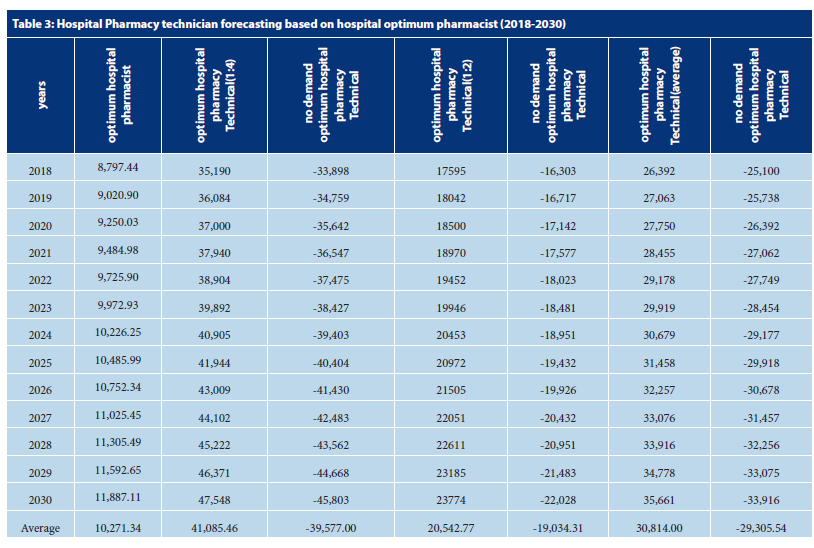 Table 3: Hospital Pharmacy technician forecasting based on hospital optimum pharmacist (2018-2030)
years | optimum hospital pharmacist | optimum hospital pharmacy Technical(1:4) | no demand optimum hospital pharmacy Technical | optimum hospital pharmacy Technical(1:2) | no demand optimum hospital pharmacy Technical | optimum hospital pharmacy Technical(average) | no demand optimum hospital pharmacy Technical
2018 | 8,797.44 | 35,190 | -33,898 | 17595 | -16,303 | 26,392 | -25,100
2019 | 9,020.90 | 36,084 | -34,759 | 18042 | -16,717 | 27,063 | -25,738
2020 | 9,250.03 | 37,000 | -35,642 | 18500 | -17,142 | 27,750 | -26,392
2021 | 9,484.98 | 37,940 | -36,547 | 18970 | -17,577 | 28,455 | -27,062
2022 | 9,725.90 | 38,904 | -37,475 | 19452 | -18,023 | 29,178 | -27,749
2023 | 9,972.93 | 39,892 | -38,427 | 19946 | -18,481 | 29,919 | -28,454
2024 | 10,226.25 | 40,905 | -39,403 | 20453 | -18,951 | 30,679 | -29,177
2025 | 10,485.99 | 41,944 | -40,404 | 20972 | -19,432 | 31,458 | -29,918
2026 | 10,752.34 | 43,009 | -41,430 | 21505 | -19,926 | 32,257 | -30,678
2027 | 11,025.45 | 44,102 | -42,483 | 22051 | -20,432 | 33,076 | -31,457
2028 | 11,305.49 | 45,222 | -43,562 | 22611 | -20,951 | 33,916 | -32,256
2029 | 11,592.65 | 46,371 | -44,668 | 23185 | -21,483 | 34,778 | -33,075
2030 | 11,887.11 | 47,548 | -45,803 | 23774 | -22,028 | 35,661 | -33,916
Average | 10,271.34 | 41,085.46 | -39,577.00 | 20,542.77 | -19,034.31 | 30,814.00 | -29,305.54